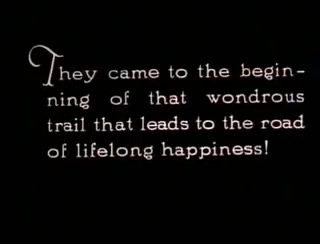 They came to the begin-
ning of that wondrous
trail that leads to the road
of lifelong happiness!